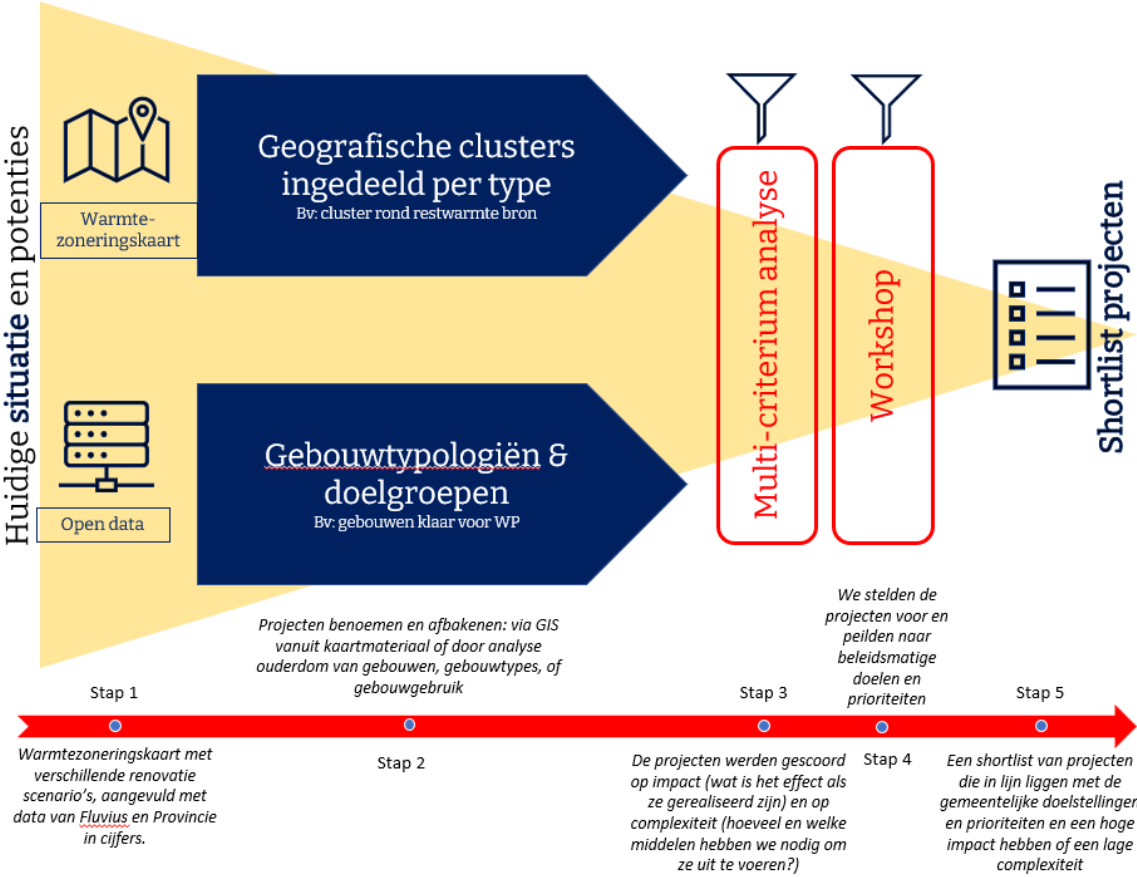 Huidige situatie en potenties
Warmte-
zoneringskaart
Open data
Geografische clusters
ingedeeld per type
Bv: cluster rond restwarmte bron
Gebouwtypologiën &
doelgroepen
Bv: gebouwen klaar voor WP
Multi-criterium analyse
Workshop
Shortlist projecten
Stap 1
Warmtezoneringskaart met
verschillende renovatie
scenario’s, aangevuld met
data van Fluvius en Provincie
in cijfers.
Projecten benoemen en afbakenen: via GIS
vanuit kaartmateriaal of door analyse
ouderdom van gebouwen, gebouwtypes, of
gebouwgebruik
Stap 2
Stap 3
De projecten werden gescoord
op impact (wat is het effect als
ze gerealiseerd zijn) en op
complexiteit (hoeveel en welke
middelen hebben we nodig om
ze uit te voeren?)
We stelden de
projecten voor en
peilden naar
beleidsmatige
doelen en
prioriteiten
Stap 4
Stap 5
Een shortlist van projecten
die in lijn liggen met de
gemeentelijke doelstellingen
en prioriteiten en een hoge
impact hebben of een lage
complexiteit